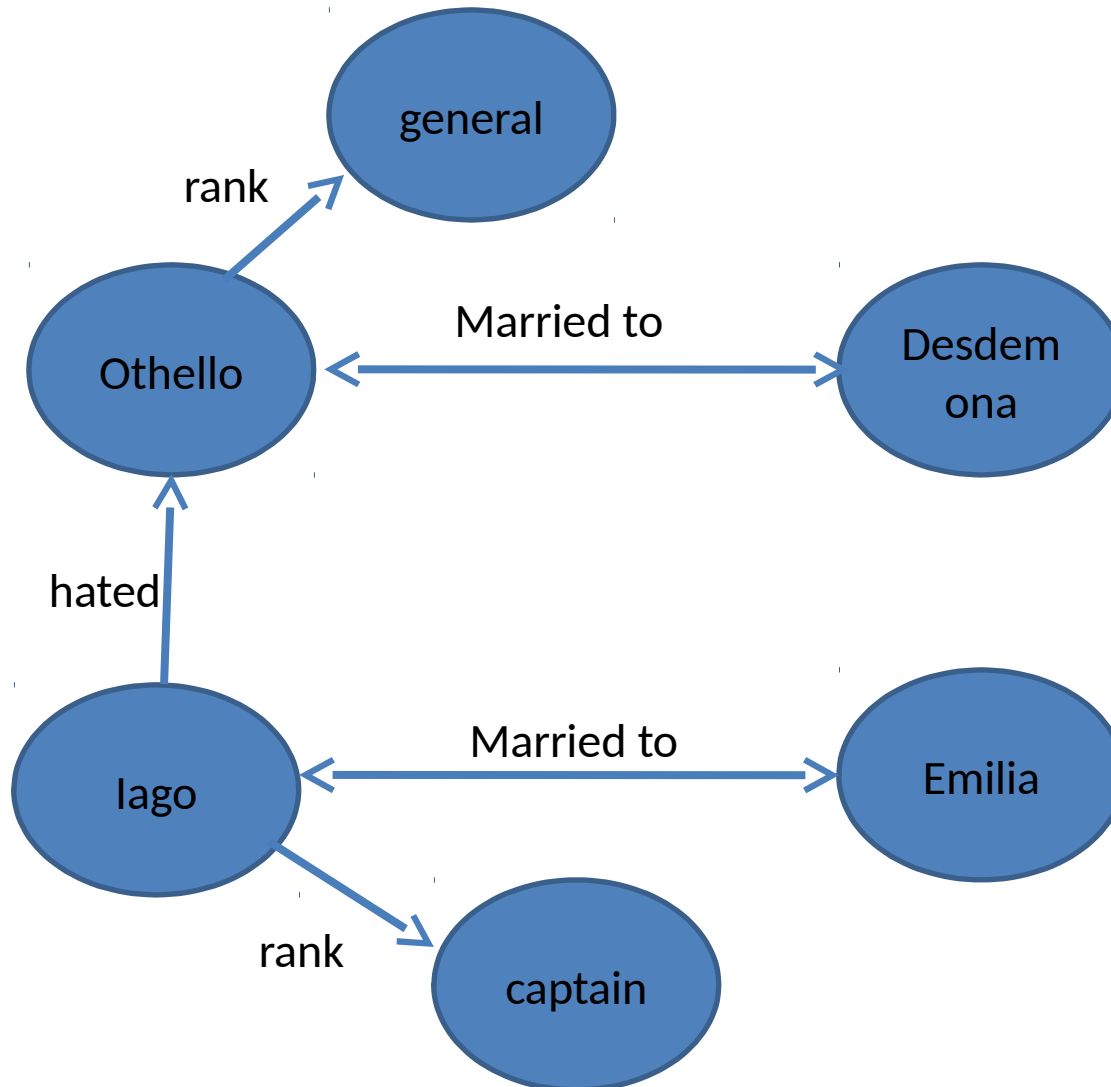 general
rank
Married to
Othello
Desdem
ona
hated
Married to
Iago
Emilia
rank
captain